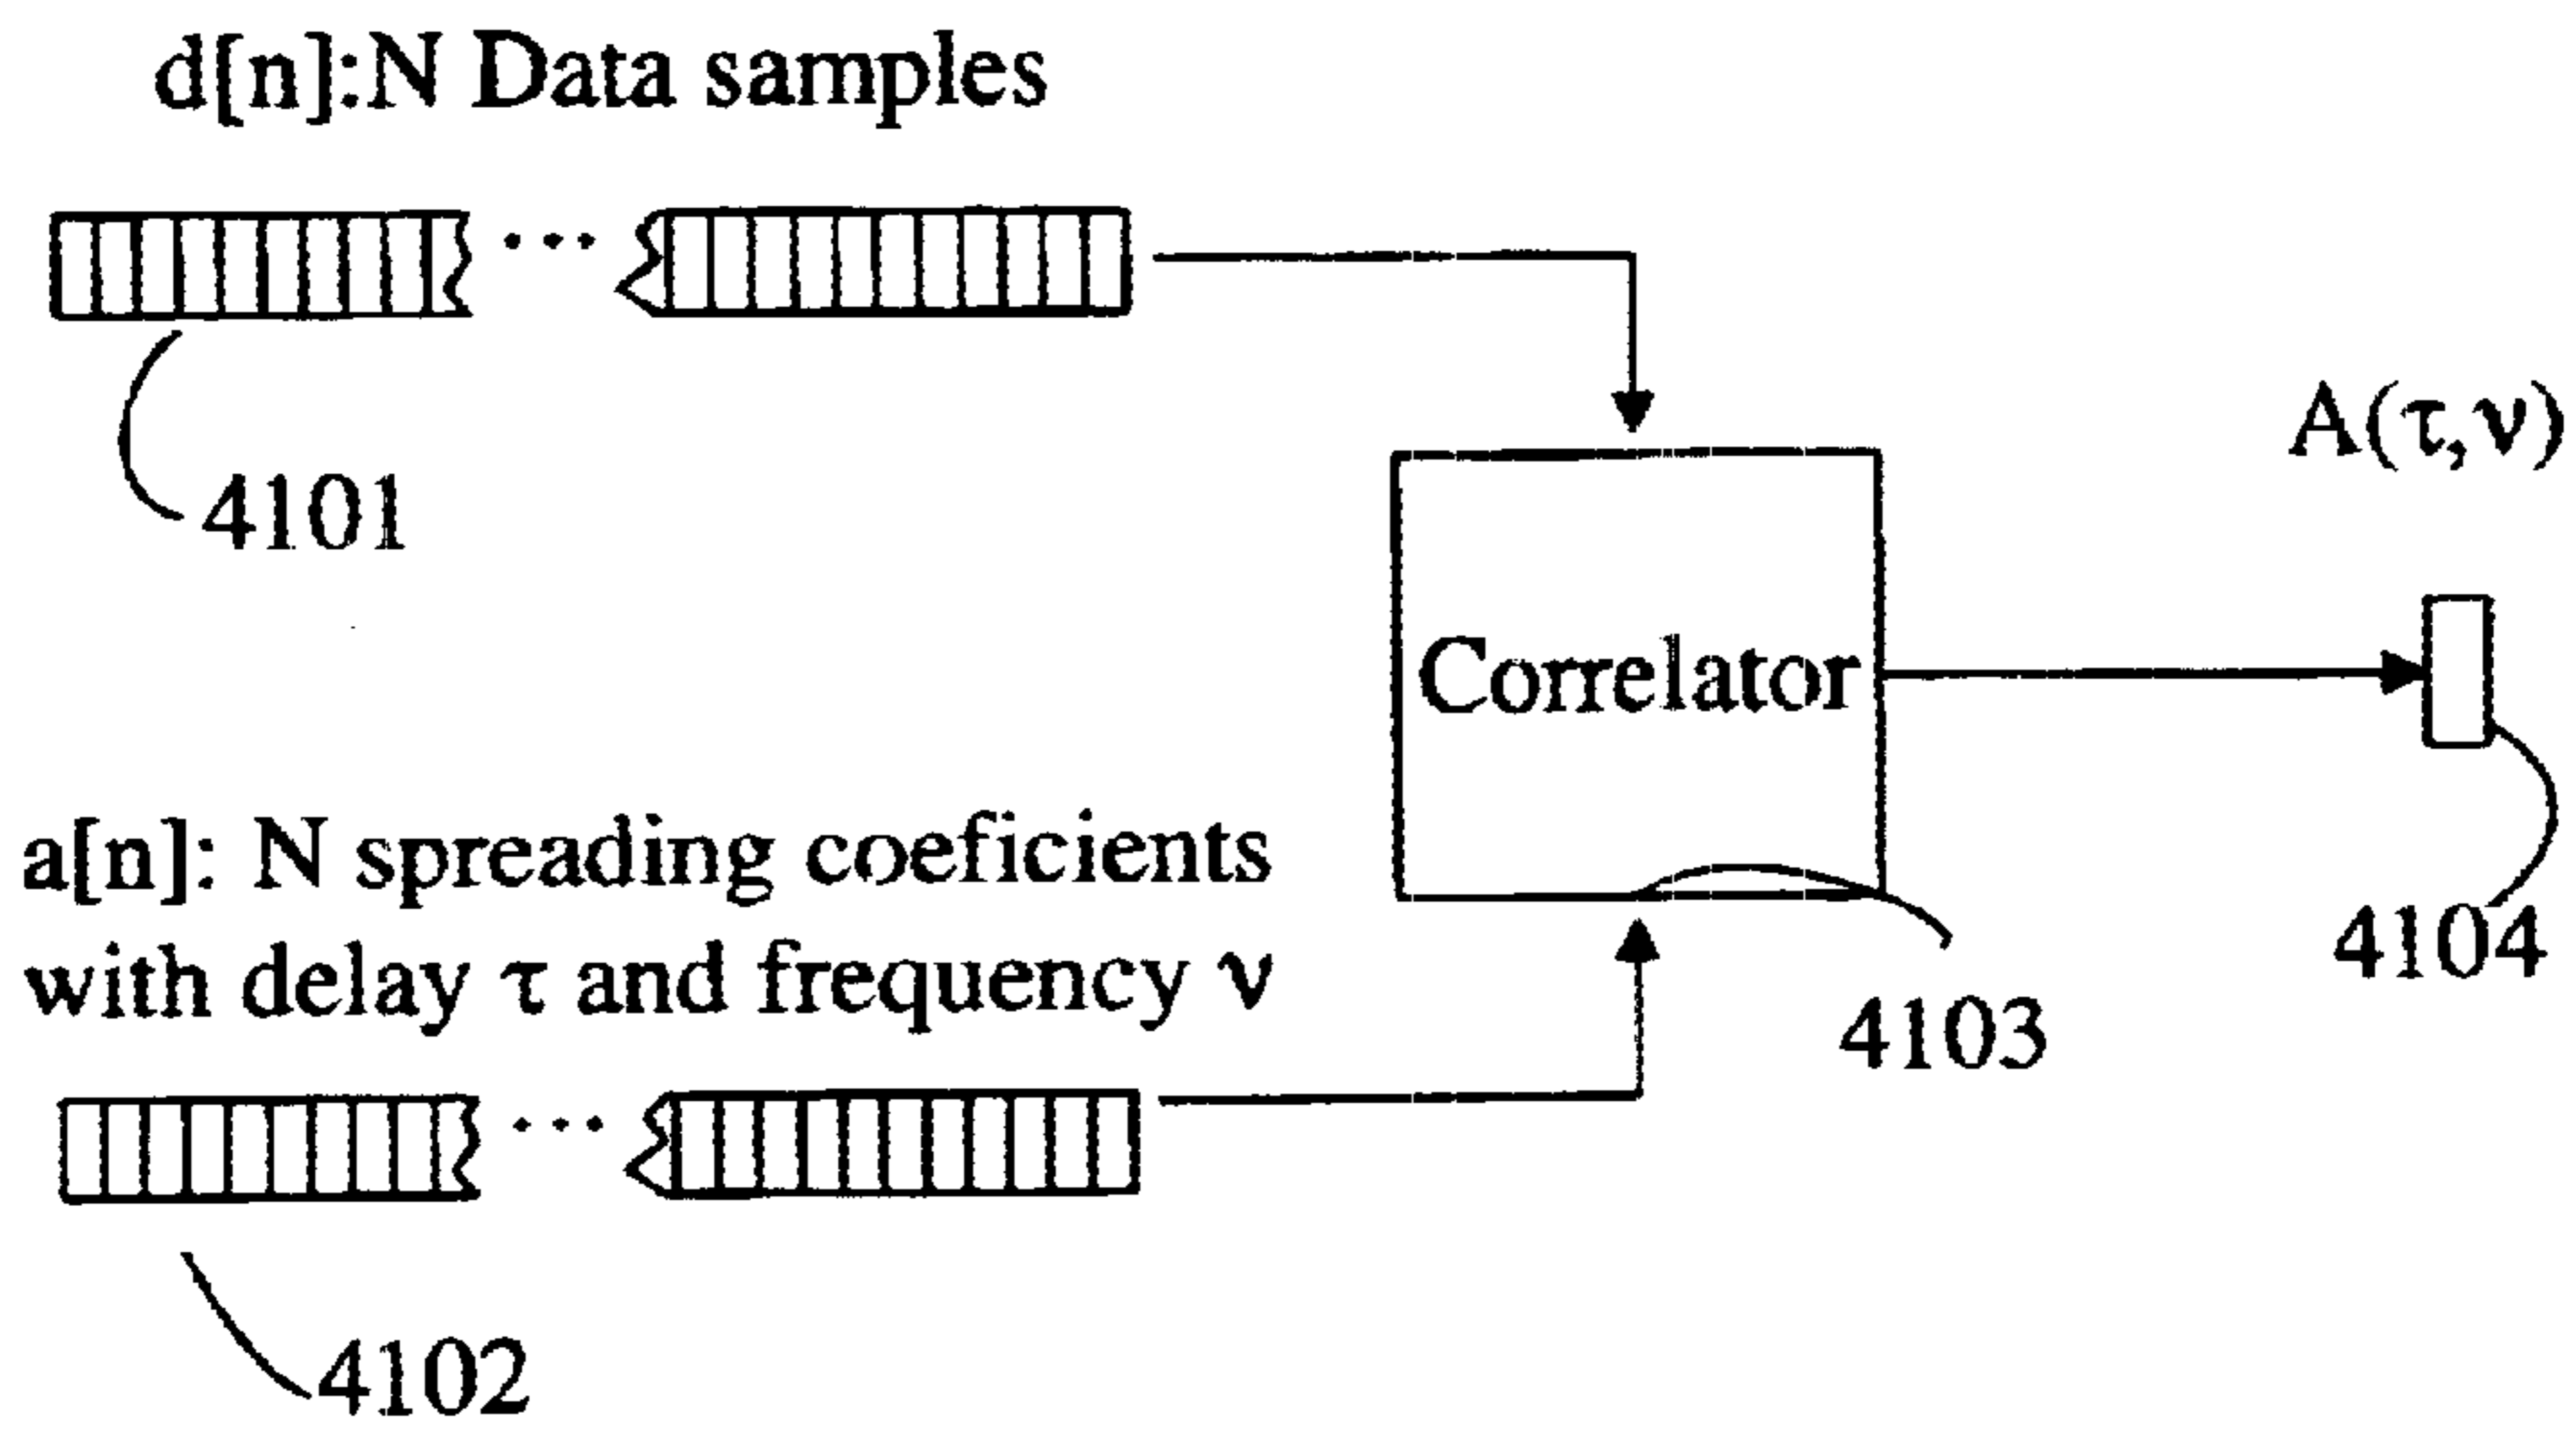 d[n]:N Data samples
4101
A(τ,ν)
Correlator
4104
a[n]: N spreading coeficients
with delay τ and frequency ν
4103
4102